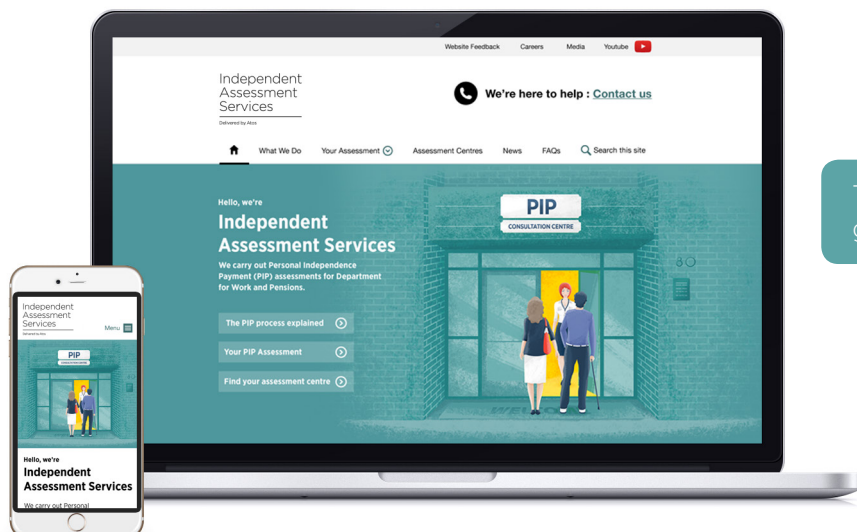 Website Feedback Careers Media Youtube
Independent
Assessment
Services
Delivered by Atos
We're here to help : Contact us
What We Do Your Assessment Assessment Centres News FAQs Search this site
Hello, we're
Independent
Assessment Services
We carry out Personal Independence
Payment (PIP) assessments for Department
for Work and Pensions.
The PIP process explained
Your PIP Assessment
Find your assessment centre
PIP
CONSULTATION CENTRE
80
Independent
Assessment
Services
Delivered by Atos
Menu
PIP
CONSULTATION CENTRE
Hello, we're
Independent
Assessment Services
We carry out Personal